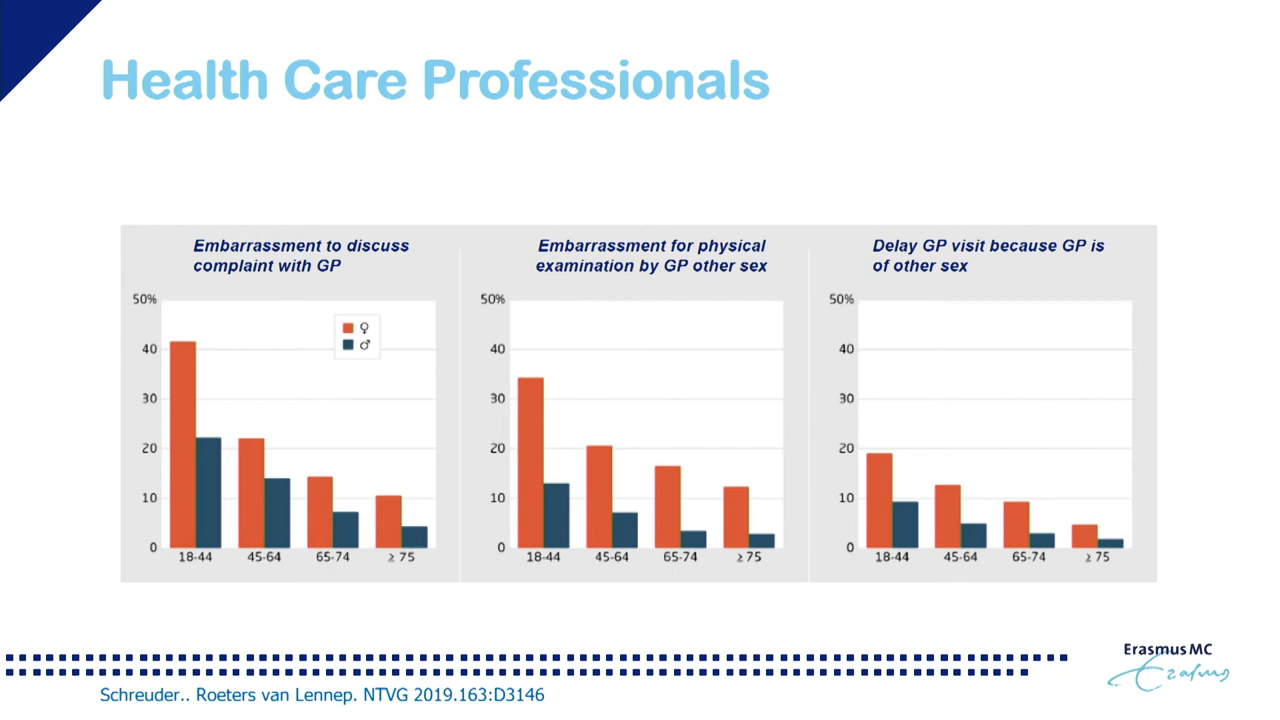 Health Care Professionals
Embarrassment to discuss
complaint with GP
50%
40
30
20
10
0
♀
♂
18-44 45-64 65-74 ≥ 75
Embarrassment for physical
examination by GP other sex
50%
40
30
20
10
0
18-44 45-64 65-74 ≥ 75
Delay GP visit because GP is
of other sex
50%
40
30
20
10
0
18-44 45-64 65-74 ≥ 75
Erasmus MC
Erasmus
Schreuder.. Roeters van Lennep. NTVG 2019.163:D3146